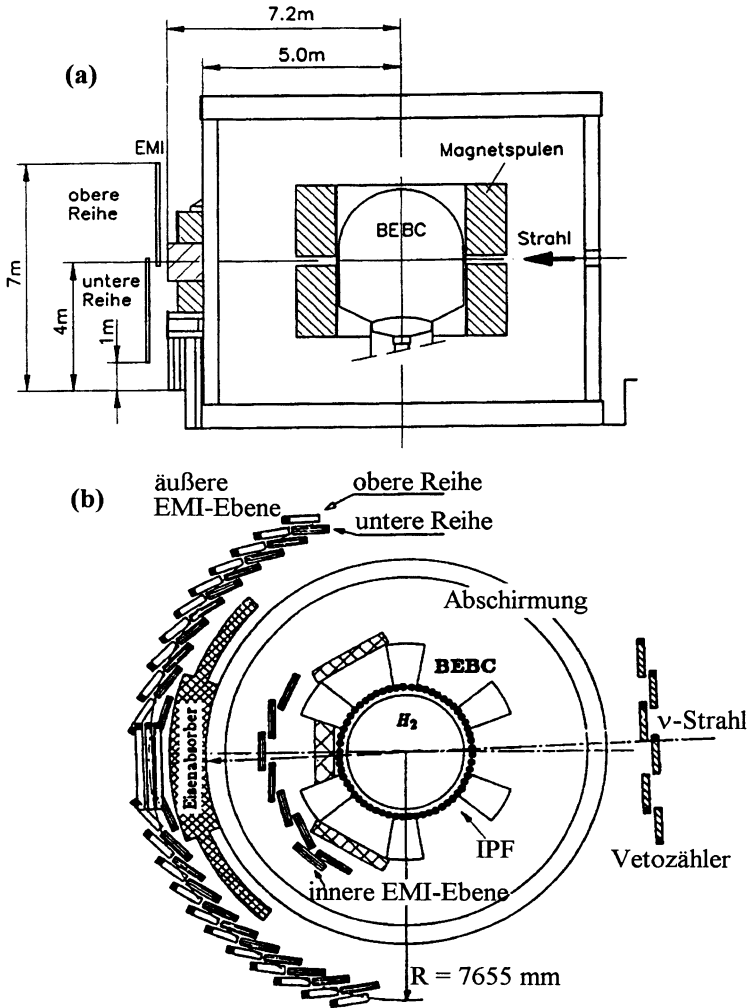 7.2m
5.0m
(a)
EMI
obere
Reihe
Magnetspulen
BEBC
Strahl
untere
Reihe
7m
4m
1m
(b)
äußere
EMI-Ebene
obere Reihe
untere Reihe
Abschirmung
BEBC
H₂
ν-Strahl
Eisenabsorber
IPF
Vetozähler
innere EMI-Ebene
R = 7655 mm